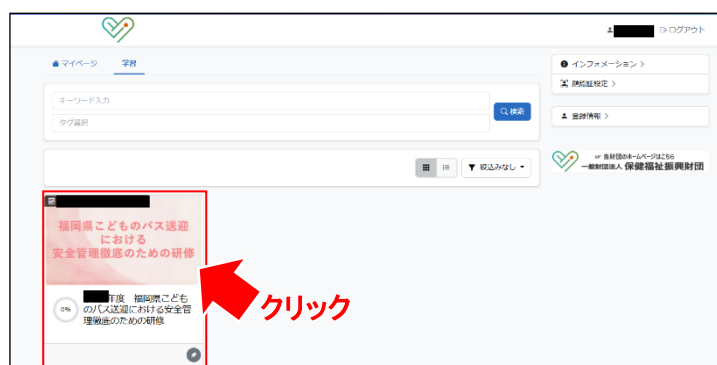 ログアウト
マイページ 学習
インフォメーション >
顔認証設定 >
キーワード入力
検索
タグ選択
登録情報 >
絞込みなし
当財団のホームページはこちら
一般財団法人 保健福祉振興財団
福岡県こどものバス送迎
における
安全管理徹底のための研修
0%
年度 福岡県こども
のバス送迎における安全管
理徹底のための研修
クリック